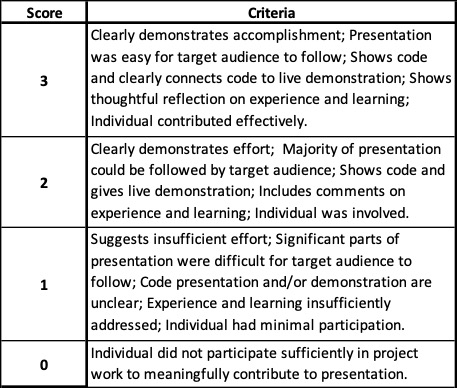 Score Criteria
3
Clearly demonstrates accomplishment; Presentation
was easy for target audience to follow; Shows code
and clearly connects code to live demonstration; Shows
thoughtful reflection on experience and learning;
Individual contributed effectively.
2
Clearly demonstrates effort;  Majority of presentation
could be followed by target audience; Shows code and
gives live demonstration; Includes comments on
experience and learning; Individual was involved.
1
Suggests insufficient effort; Significant parts of
presentation were difficult for target audience to
follow; Code presentation and/or demonstration are
unclear; Experience and learning insufficiently
addressed; Individual had minimal participation.
0
Individual did not participate sufficiently in project
work to meaningfully contribute to presentation.